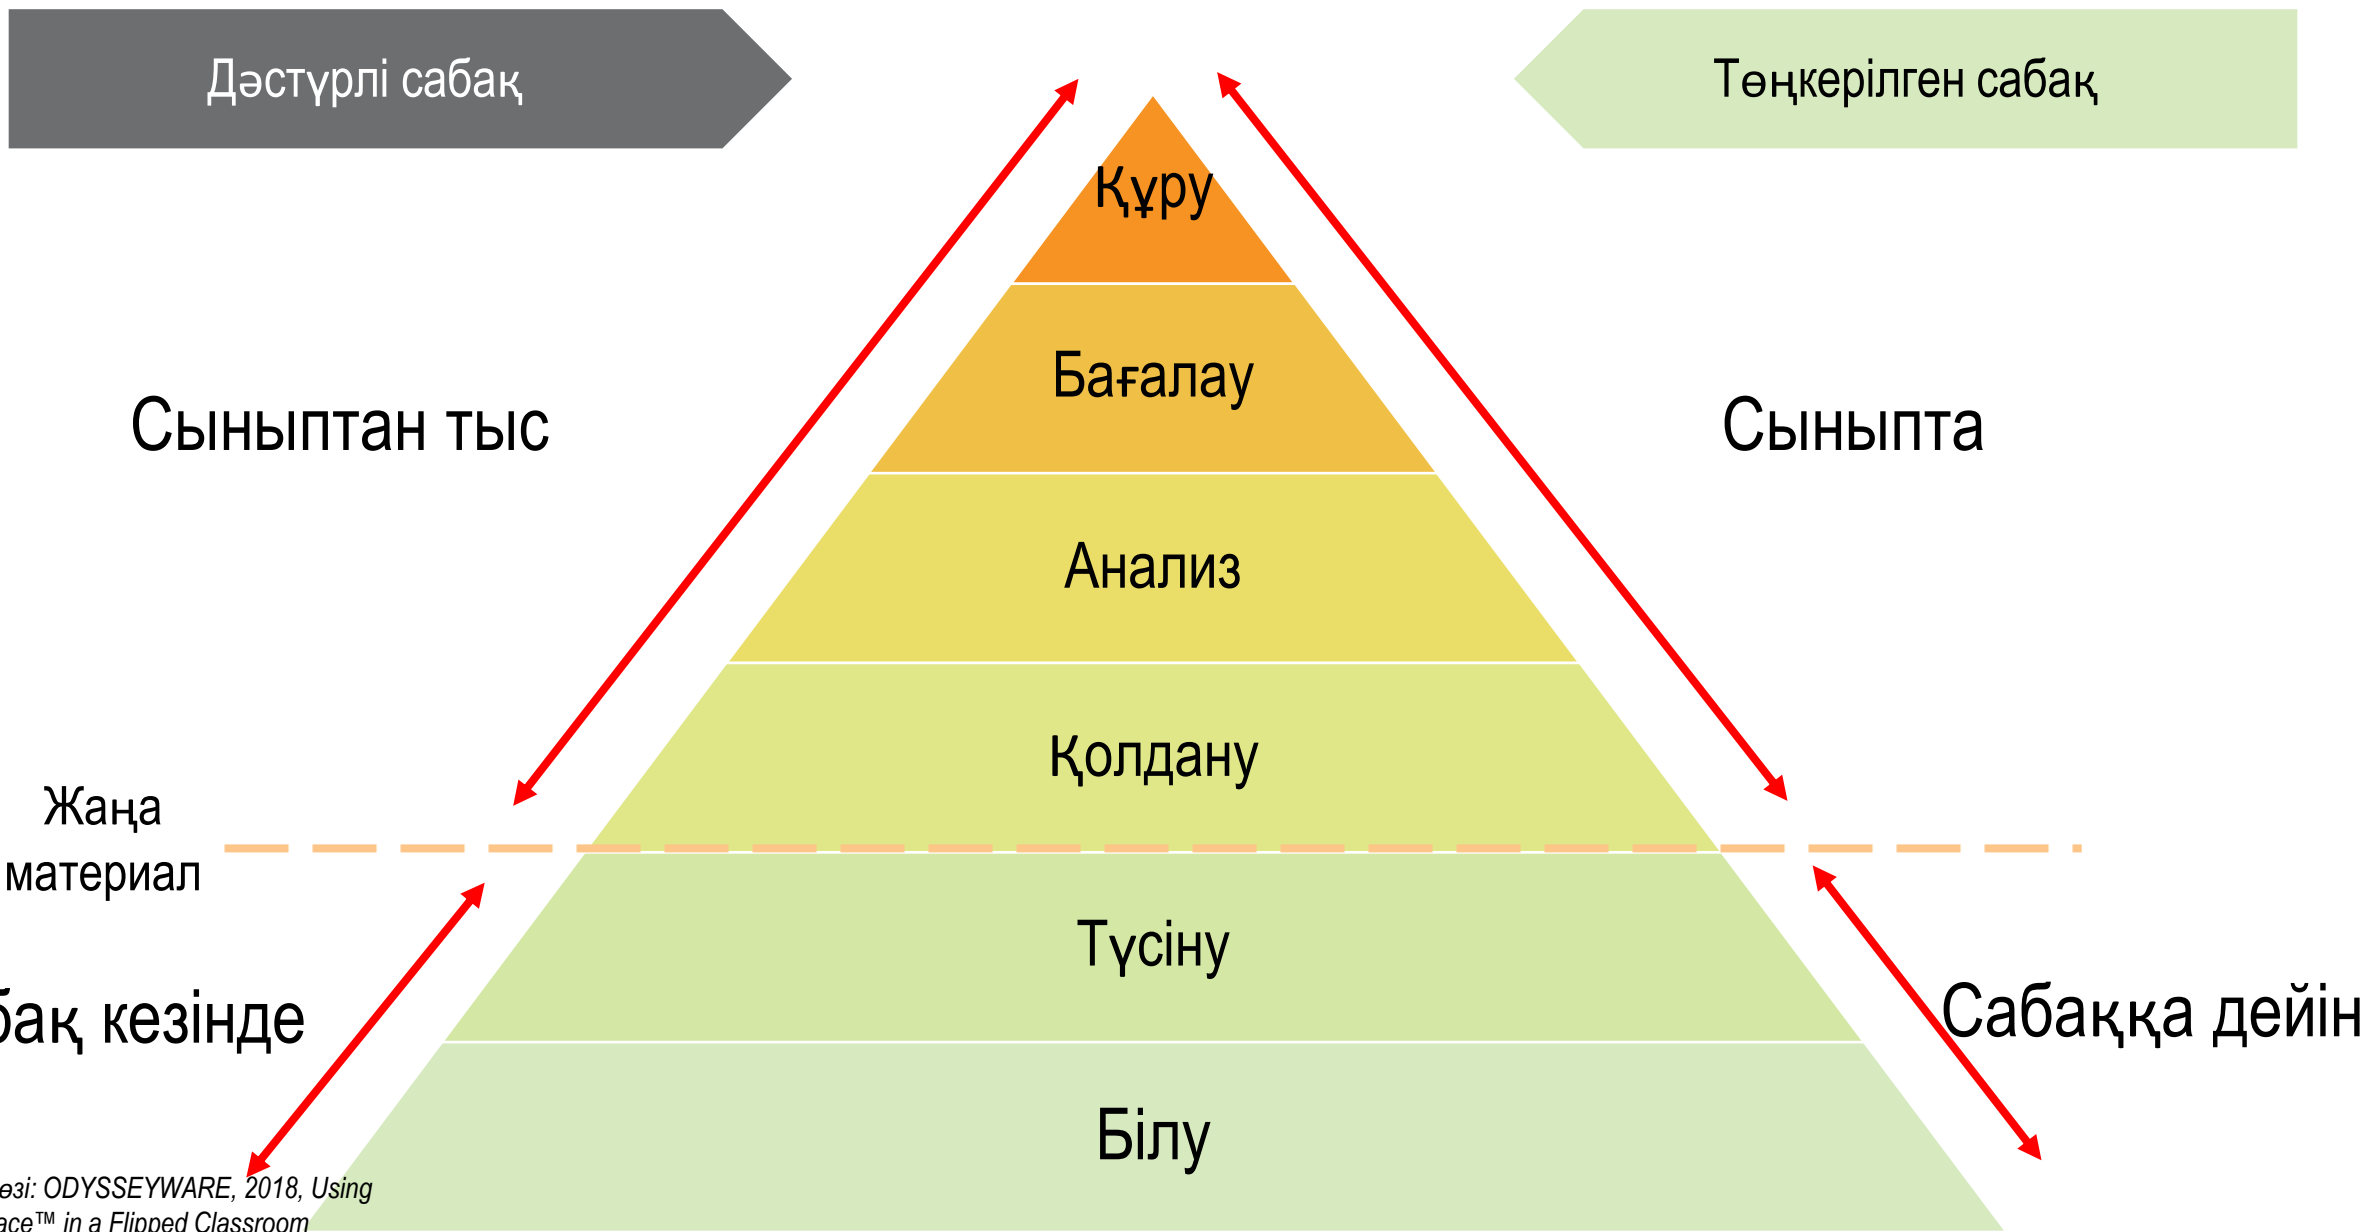 Дәстүрлі сабақ
Төңкерілген сабақ
Құру
Бағалау
Сыныптан тыс
Сыныпта
Анализ
Қолдану
Жаңа
материал
Түсіну
кезінде
Сабаққа дейін
Білу
ODYSSEYWARE, 2018, Using
in a Flipped Classroom